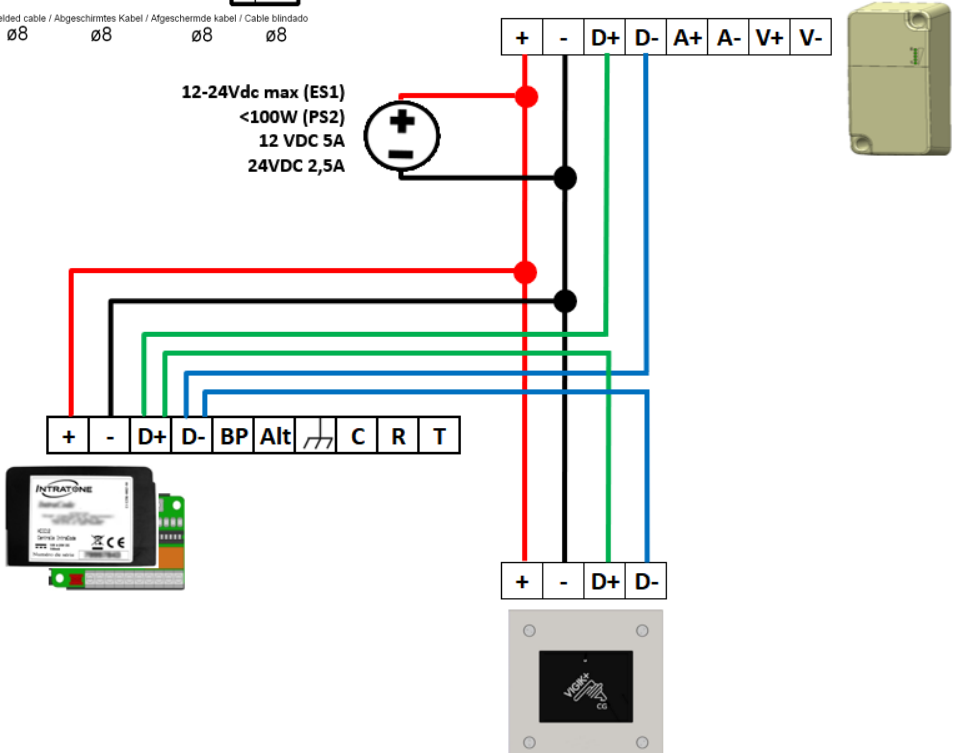 elded cable / Abgeschirmtes Kabel / Afgeschermde kabel / Cable blindado
ø8 ø8 ø8 ø8
+ - D+ D- A+ A- V+ V-
12-24Vdc max (ES1)
<100W (PS2)
12 VDC 5A
24VDC 2,5A
+ - D+ D- BP Alt C R T
INTRATONE
+ - D+ D-
VIGIK+
CG